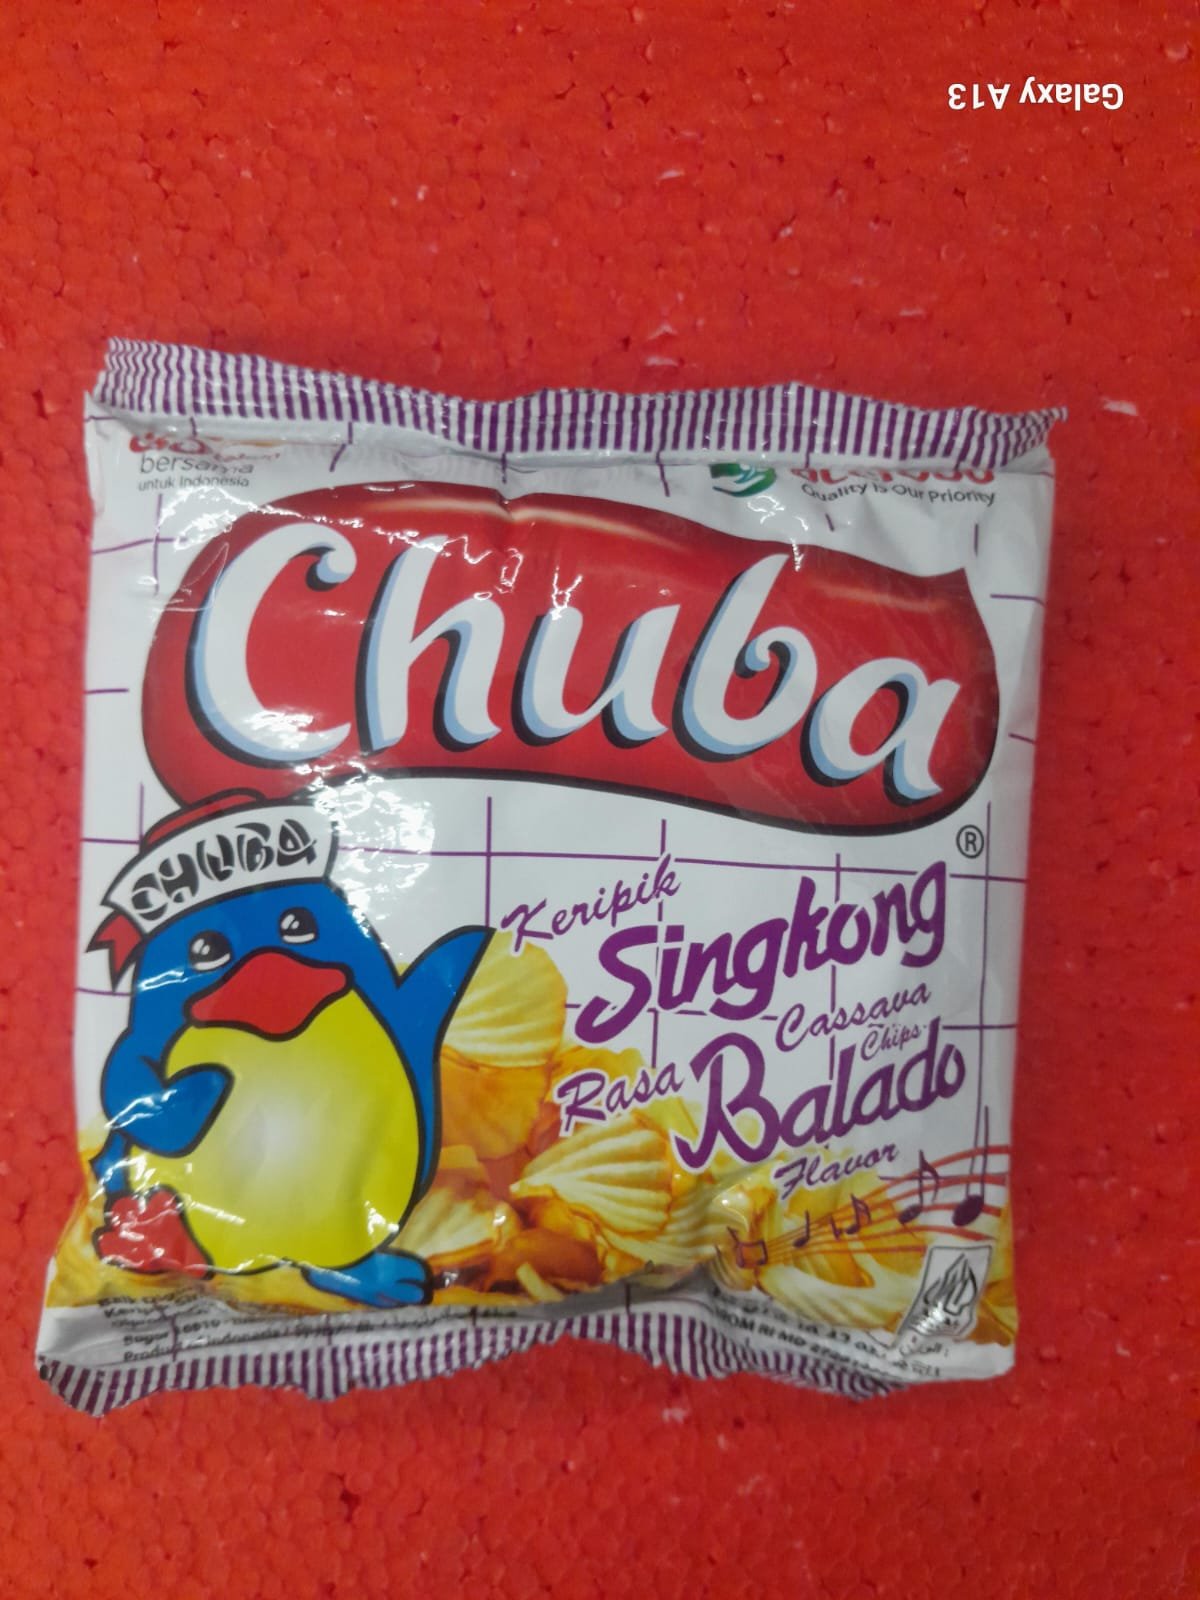 Galaxy A13
bersama
untuk Indonesia
Quality Is Our Priority
Chuba
®
CHUBA
Keripik
Singkong
Cassava
Chips
Rasa Balado
Flavor